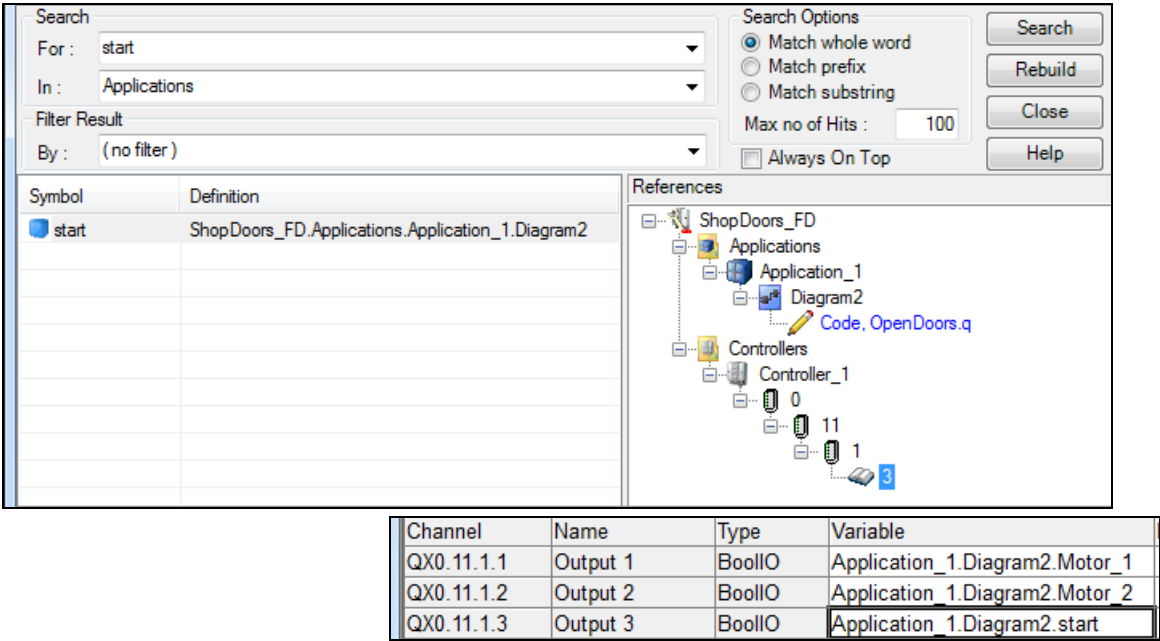 Search
For : start
In : Applications
Filter Result
By : ( no filter )
Search Options
Match whole word
Match prefix
Match substring
Max no of Hits : 100
Always On Top
Search
Rebuild
Close
Help
Symbol Definition
start ShopDoors_FD.Applications.Application_1.Diagram2
References
ShopDoors_FD
Applications
Application_1
Diagram2
Code, OpenDoors.q
Controllers
Controller_1
0
11
1
3
Channel Name Type Variable
QX0.11.1.1 Output 1 BoolIO Application_1.Diagram2.Motor_1
QX0.11.1.2 Output 2 BoolIO Application_1.Diagram2.Motor_2
QX0.11.1.3 Output 3 BoolIO Application_1.Diagram2.start